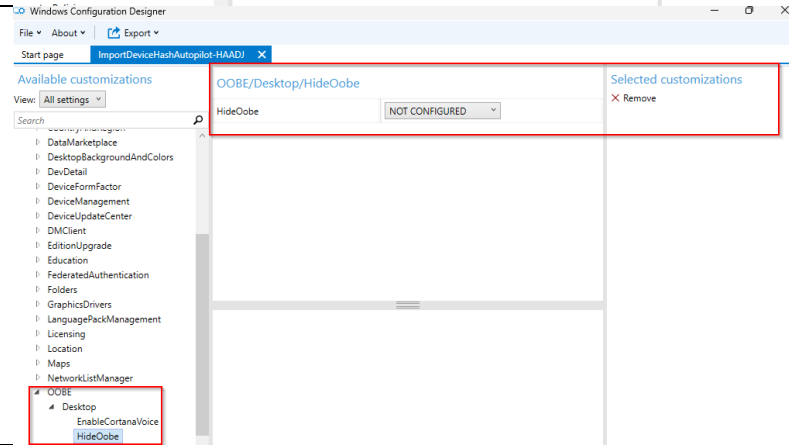 Windows Configuration Designer
File About Export
Start page ImportDeviceHashAutopilot-HAADJ
Available customizations
View: All settings
Search
DataMarketplace
DesktopBackgroundAndColors
DevDetail
DeviceFormFactor
DeviceManagement
DeviceUpdateCenter
DMClient
EditionUpgrade
Education
FederatedAuthentication
Folders
GraphicsDrivers
LanguagePackManagement
Licensing
Location
Maps
NetworkListManager
OOBE
Desktop
EnableCortanaVoice
HideOobe
OOBE/Desktop/HideOobe
HideOobe NOT CONFIGURED
Selected customizations
Remove